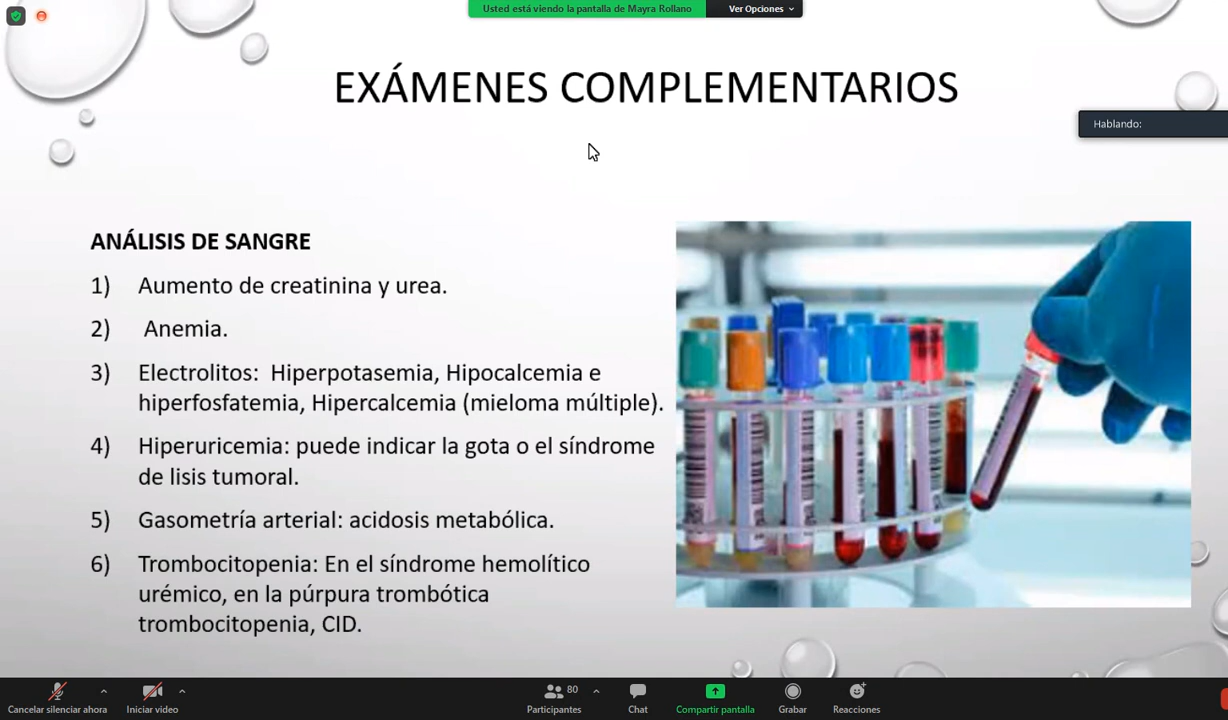 Usted está viendo la pantalla de Mayra Rollano
Ver Opciones
EXÁMENES COMPLEMENTARIOS
Hablando:
ANÁLISIS DE SANGRE
1) Aumento de creatinina y urea.
2) Anemia.
3) Electrolitos: Hiperpotasemia, Hipocalcemia e
hiperfosfatemia, Hipercalcemia (mieloma múltiple).
4) Hiperuricemia: puede indicar la gota o el síndrome
de lisis tumoral.
5) Gasometría arterial: acidosis metabólica.
6) Trombocitopenia: En el síndrome hemolítico
urémico, en la púrpura trombótica
trombocitopenia, CID.
Cancelar silenciar ahora
Iniciar video
80
Participantes
Chat
Compartir pantalla
Grabar
Reacciones